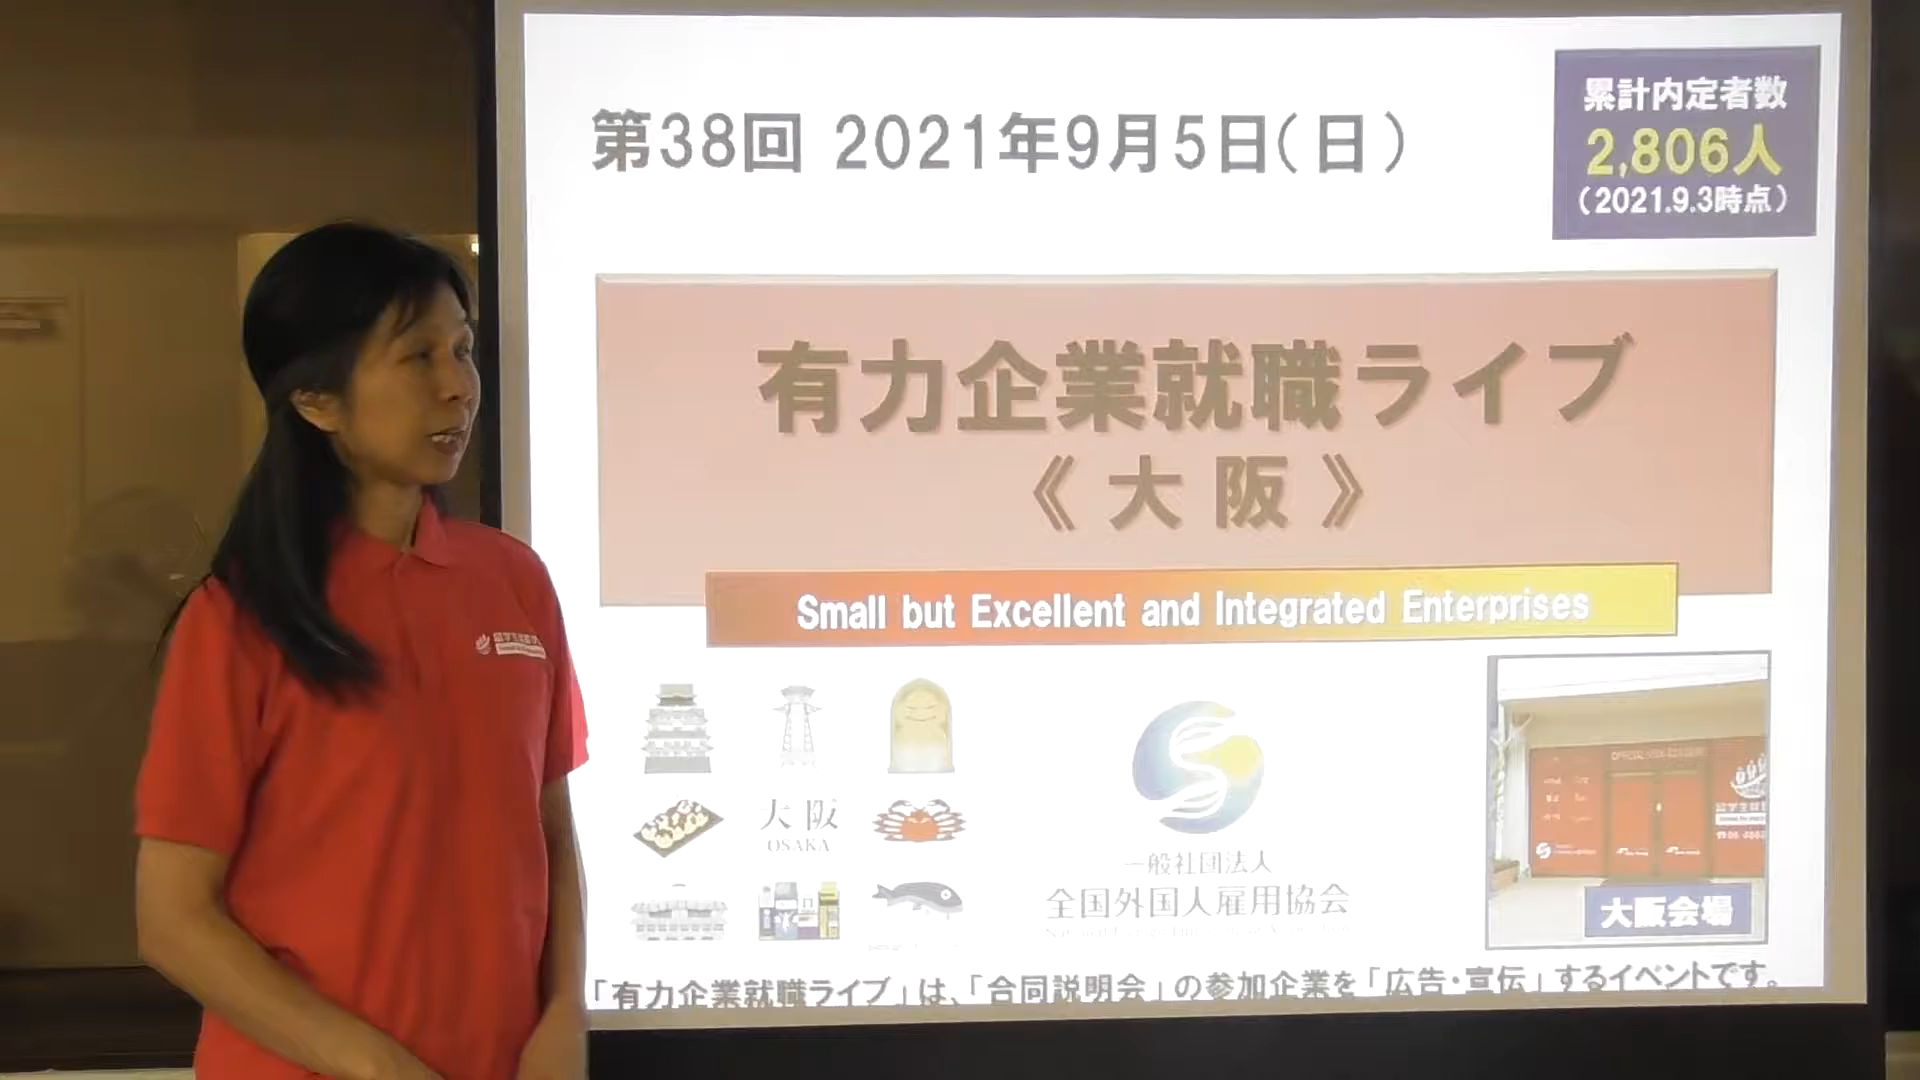 第38回 2021年9月5日(日)
累計内定者数
2,806人
(2021.9.3時点)
有力企業就職ライブ
《大阪》
Small but Excellent and Integrated Enterprises
大阪
OSAKA
一般社団法人
全国外国人雇用協会
大阪会場
「有力企業就職ライブ」は、「合同説明会」の参加企業を「広告・宣伝」するイベントです。